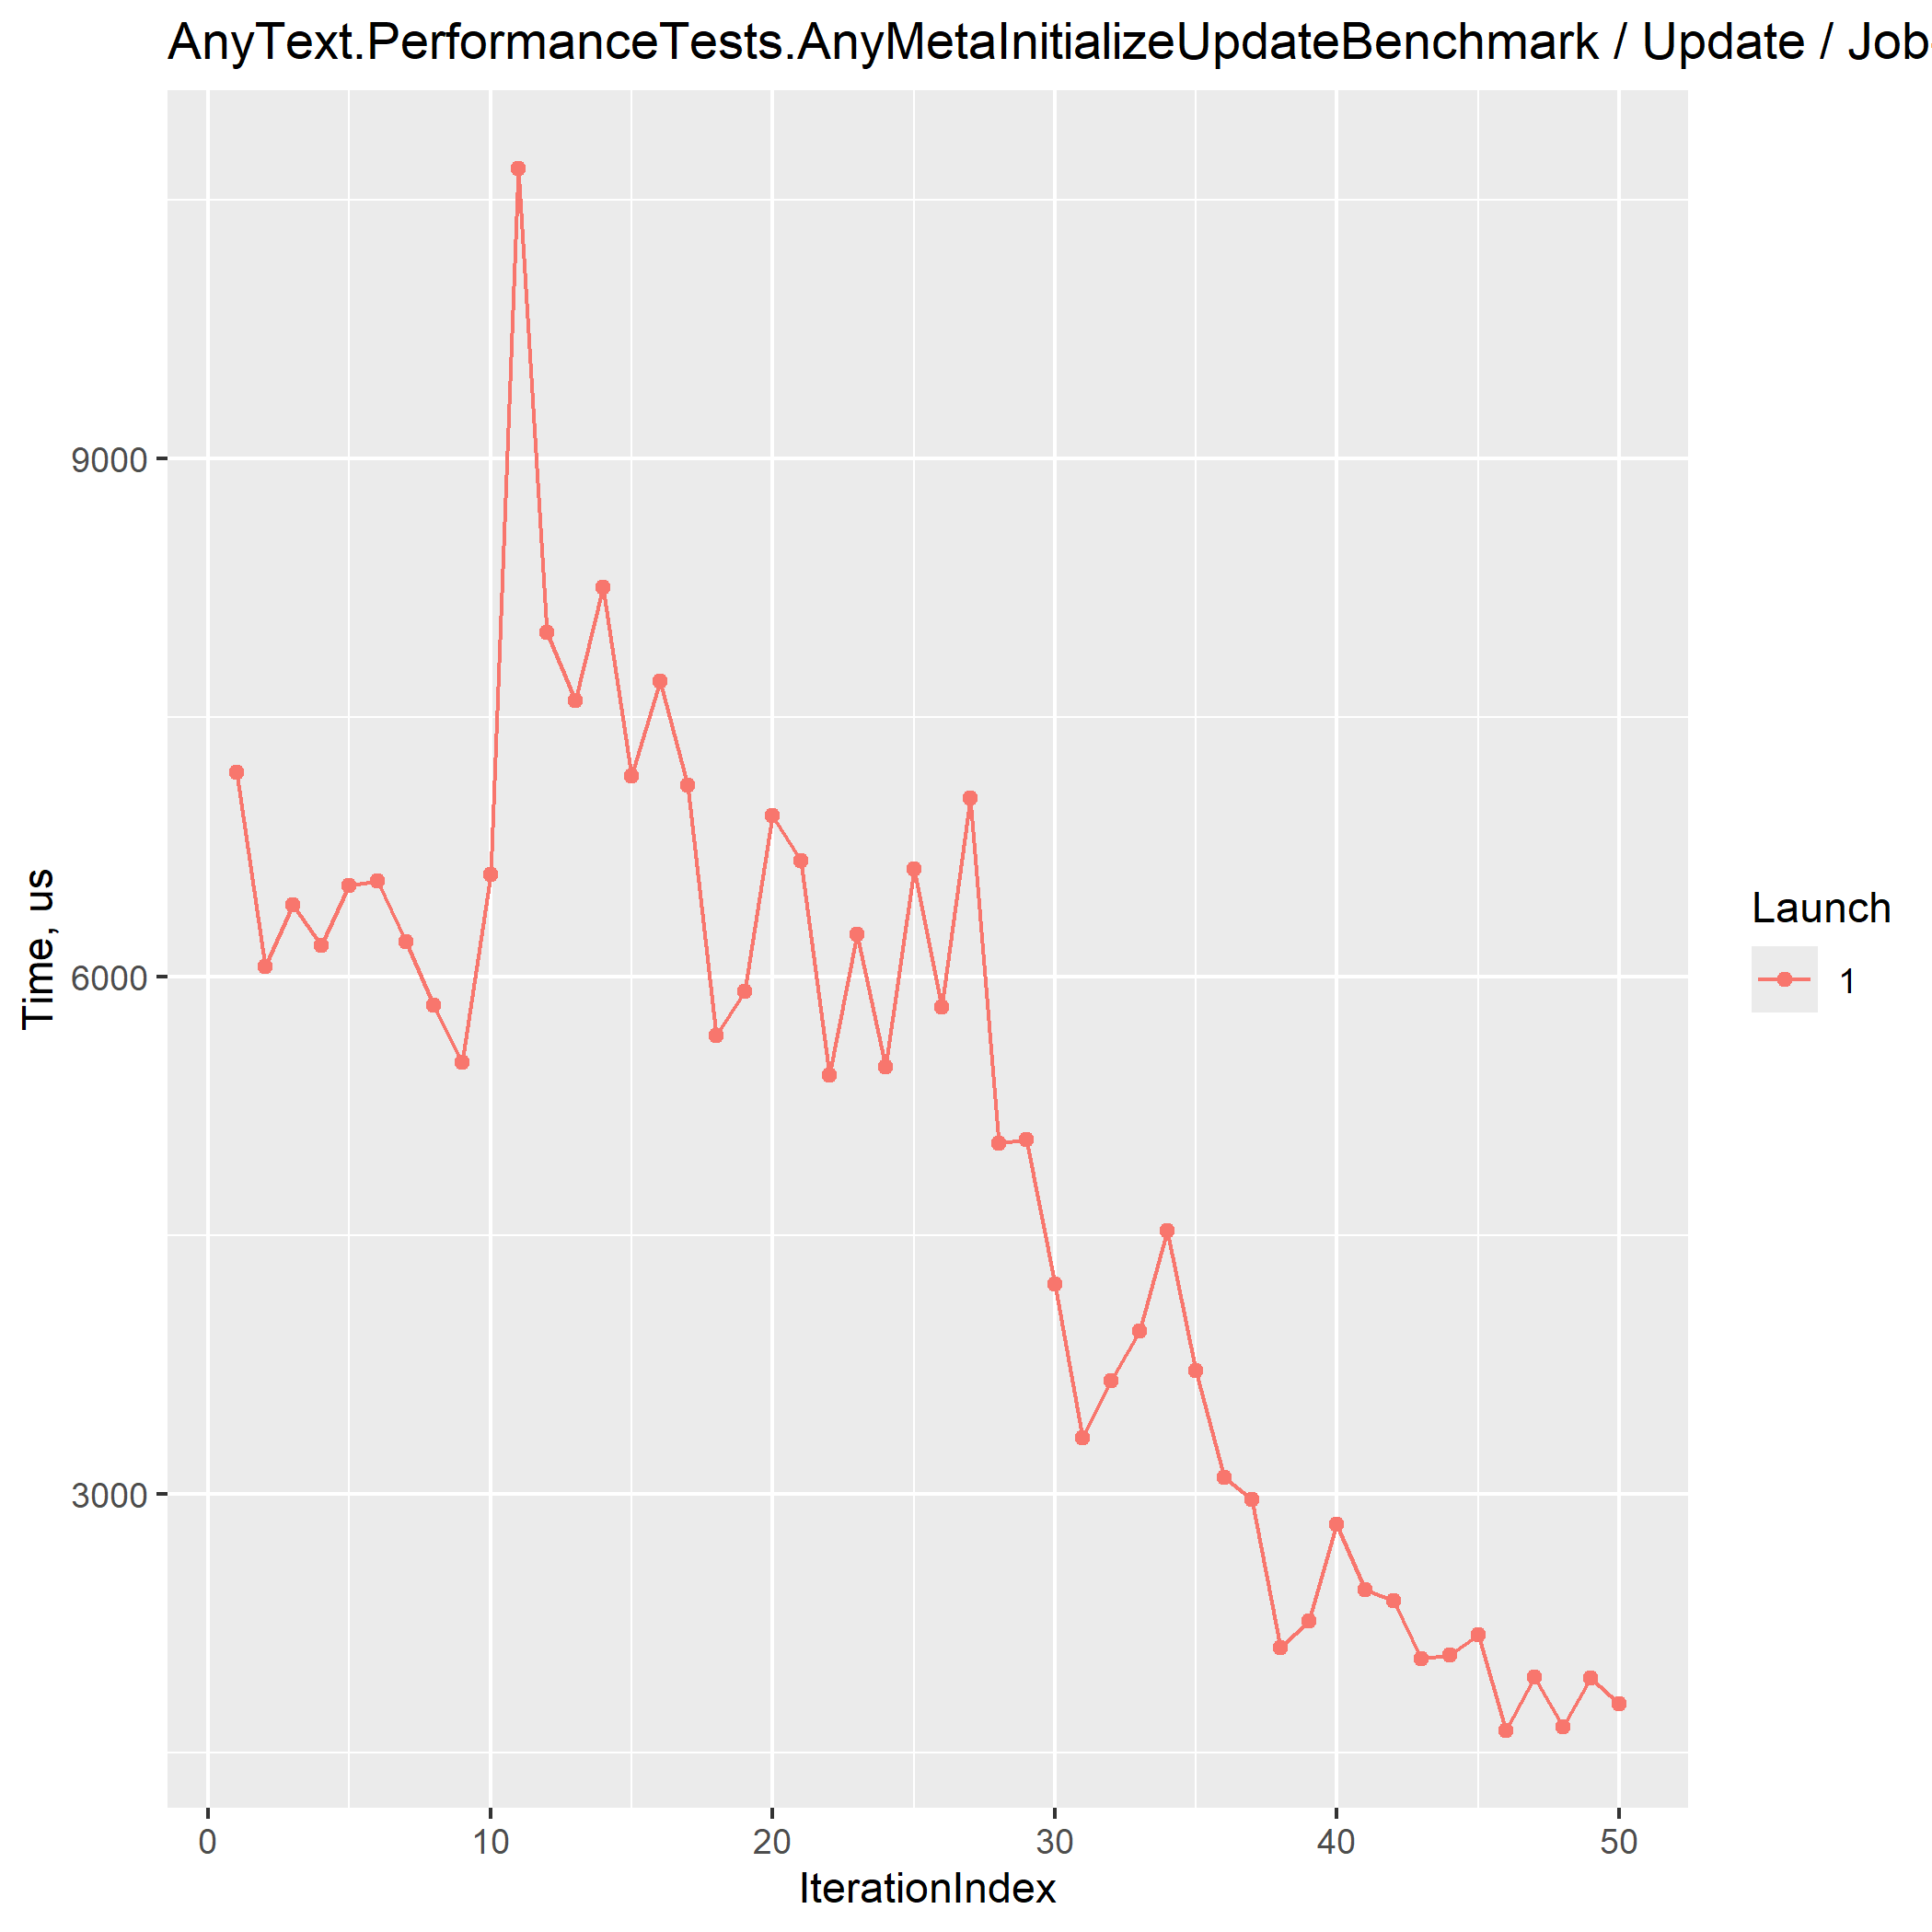 AnyText.PerformanceTests.AnyMetaInitializeUpdateBenchmark / Update / Job
9000
6000
3000
Time, us
0 10 20 30 40 50
IterationIndex
Launch
1